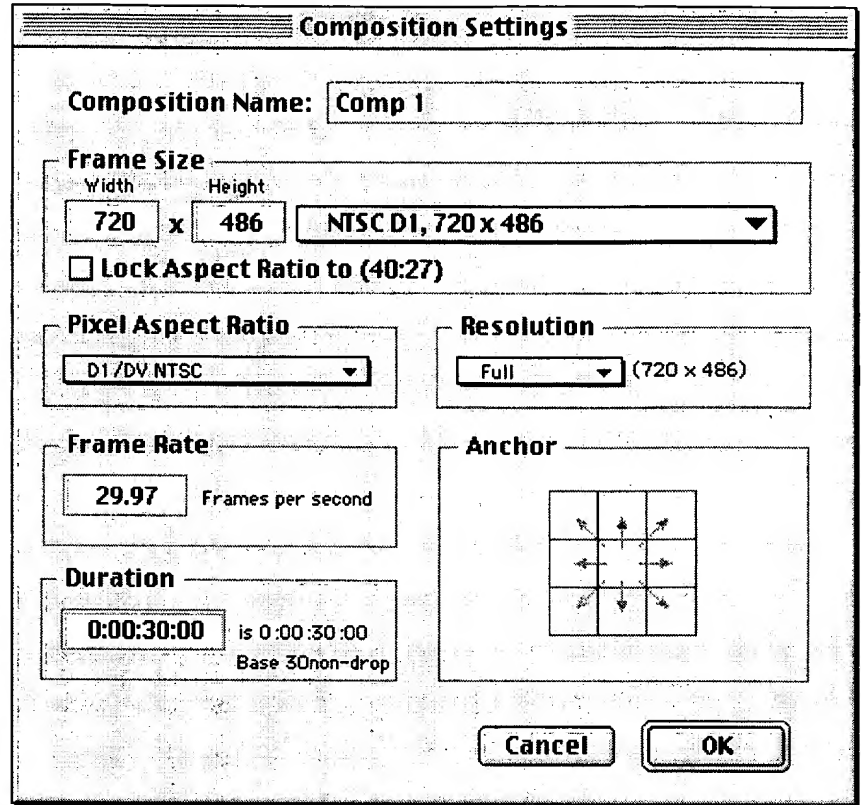 Composition Settings
Composition Name: Comp 1
Frame Size
Width Height
720 x 486 NTSC D1, 720 x 486
Lock Aspect Ratio to (40:27)
Pixel Aspect Ratio
D1/DV NTSC
Resolution
Full (720 x 486)
Frame Rate
29.97 Frames per second
Anchor
Duration
0:00:30:00 is 0:00:30:00
Base 30non-drop
Cancel OK